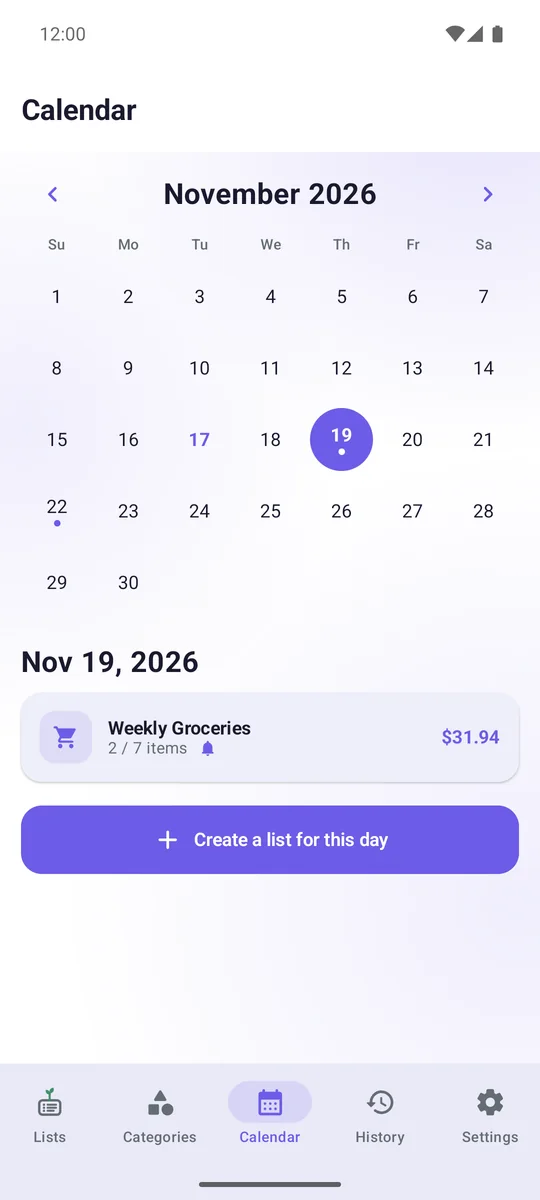 12:00
Calendar
November 2026
Su Mo Tu We Th Fr Sa
1 2 3 4 5 6 7
8 9 10 11 12 13 14
15 16 17 18 19 20 21
22 23 24 25 26 27 28
29 30
Nov 19, 2026
Weekly Groceries
2 / 7 items
$31.94
Create a list for this day
Lists Categories Calendar History Settings